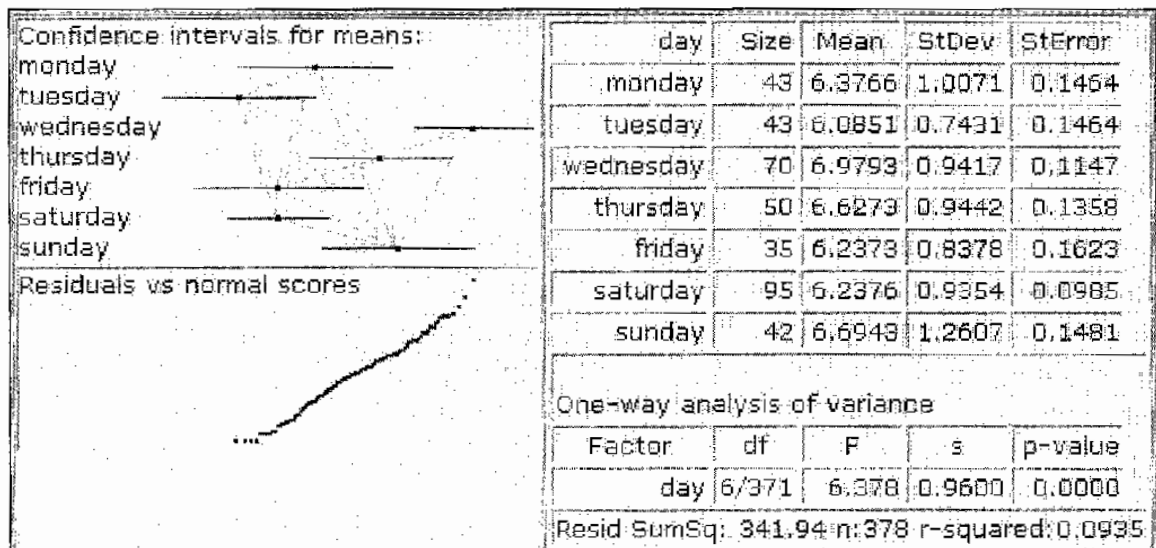 Confidence intervals for means:
monday
tuesday
wednesday
thursday
friday
saturday
sunday
Residuals vs normal scores
day Size Mean StDev StError
monday 43 6.3766 1.0071 0.1464
tuesday 43 6.0851 0.7431 0.1464
wednesday 70 6.9793 0.9417 0.1147
thursday 50 6.6273 0.9442 0.1358
friday 35 6.2373 0.8378 0.1623
saturday 95 6.2376 0.9354 0.0985
sunday 42 6.6943 1.2607 0.1481
One-way analysis of variance
Factor df F s p-value
day 6/371 6.378 0.9600 0.0000
Resid SumSq: 341.94 n:378 r-squared:0.0935